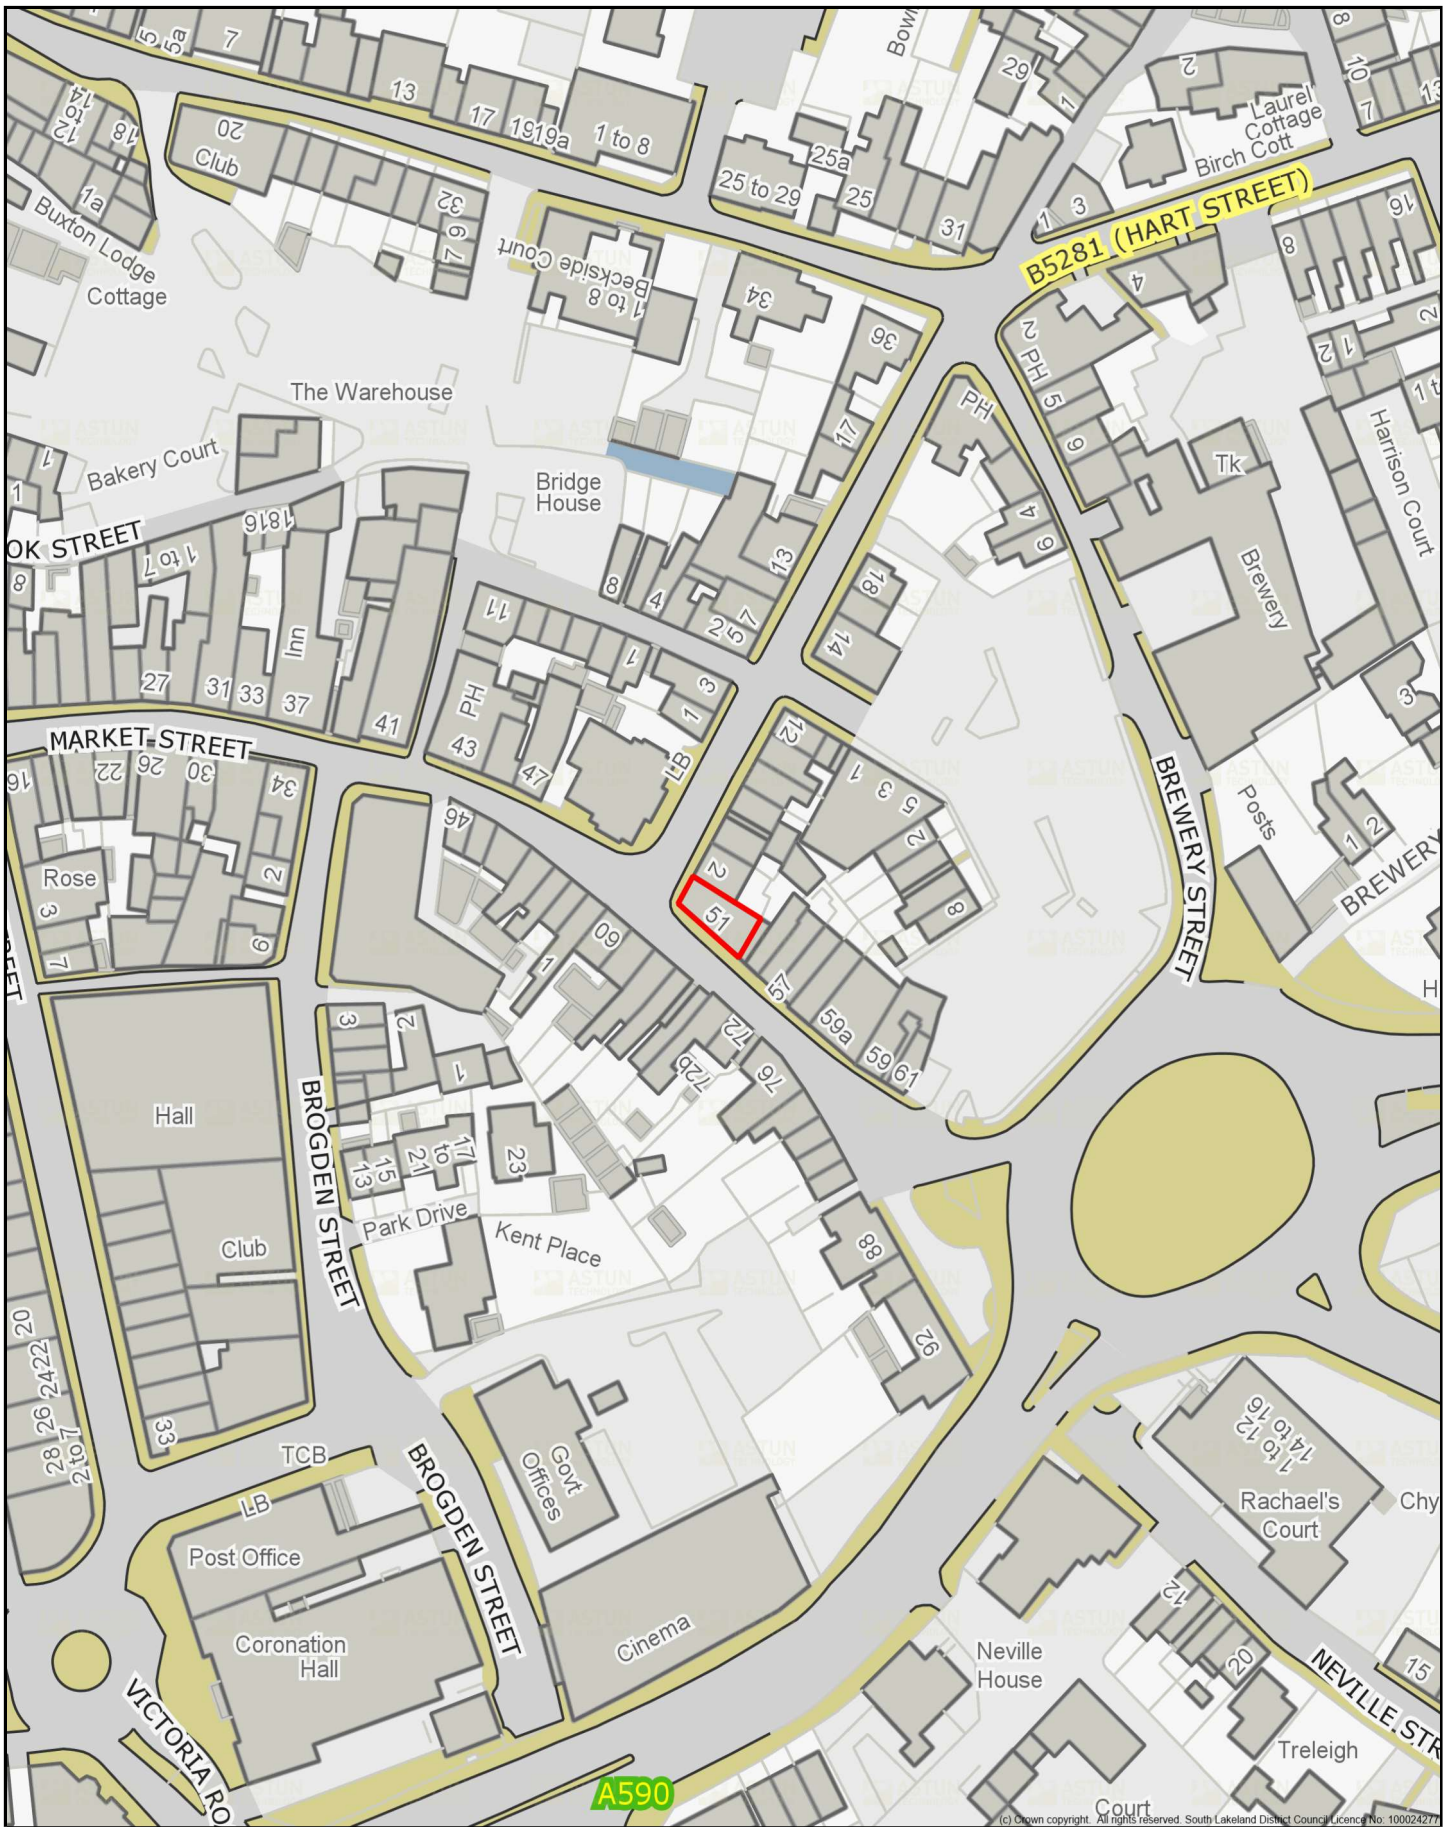 5
5a
7
13
17
19
19a
1 to 8
Bowl
29
1
2
Laurel
Cottage
Birch Cott
8
10
7
13
12 to 14
18
1a
Buxton Lodge
Cottage
20
Club
32
6
7
1 to 8
Beckside Court
25 to 29
25a
25
31
1
3
B5281 (HART STREET)
34
36
4
8
16
2
1
2
The Warehouse
Bakery Court
1
1
Bridge
House
17
PH
2
PH
5
9
Tk
Harrison Court
OK STREET
8
1 to 7
18
16
Inn
27
31
33
37
41
11
PH
43
47
1
3
1
LB
8
4
2
5
7
13
18
14
4
6
Brewery
3
MARKET STREET
16
22
26
30
34
Rose
3
7
2
6
46
1
60
12
1
3
5
2
8
2
51
57
59a
59
61
BREWERY STREET
Posts
1
2
BREWERY
H
3
2
1
72
72b
76
Hall
Club
BROGDEN STREET
13
15
17
to
21
23
Park Drive
Kent Place
88
92
20
22
24
26
28
2 to 7
33
TCB
LB
Post Office
Coronation
Hall
BROGDEN STREET
Govt
Offices
Cinema
VICTORIA RO
A590
1 to 12
14 to 16
Rachael's
Court
Chy
12
20
15
Neville
House
NEVILLE STR
Treleigh
Court
(c) Crown copyright. All rights reserved. South Lakeland District Council Licence No: 100024277